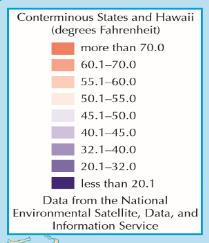 Conterminous States and Hawaii
(degrees Fahrenheit)
more than 70.0
60.1–70.0
55.1–60.0
50.1–55.0
45.1–50.0
40.1–45.0
32.1–40.0
20.1–32.0
less than 20.1
Data from the National
Environmental Satellite, Data, and
Information Service